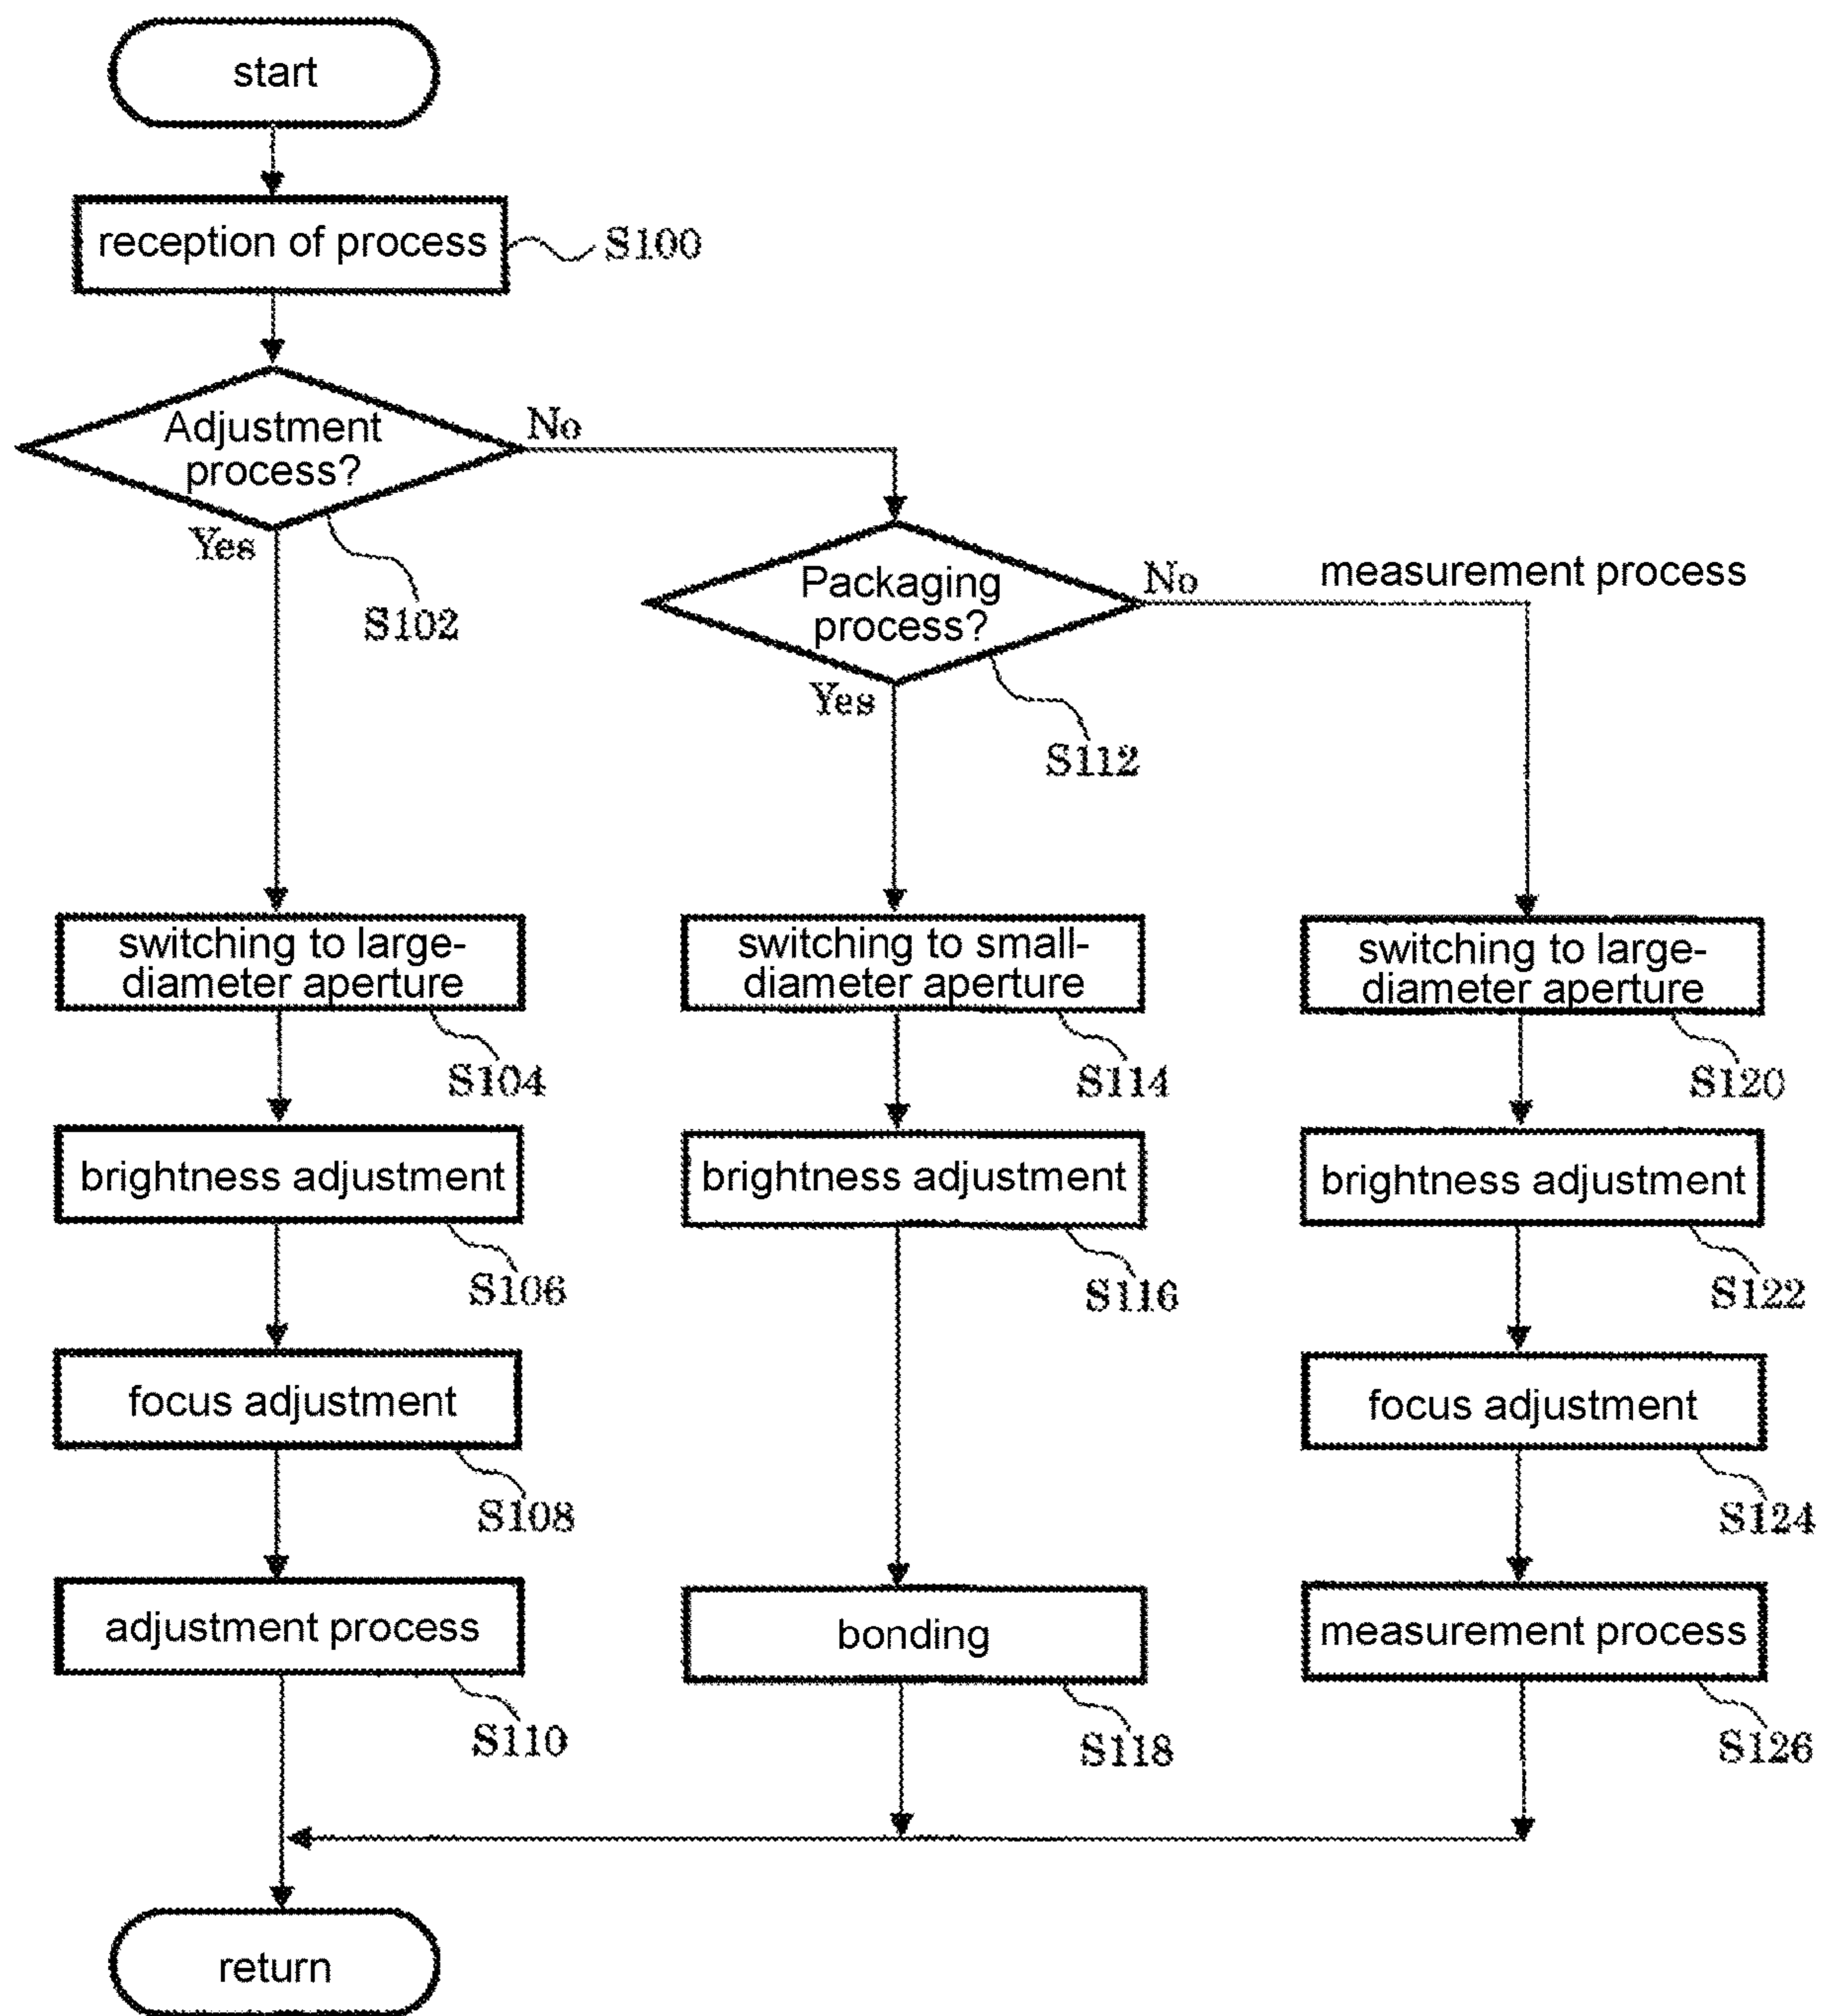 start
reception of process
S100
Adjustment
process?
No
Yes
S102
Packaging
process?
No
measurement process
Yes
S112
switching to large-
diameter aperture
S104
switching to small-
diameter aperture
S114
switching to large-
diameter aperture
S120
brightness adjustment
S106
brightness adjustment
S116
brightness adjustment
S122
focus adjustment
S108
focus adjustment
S124
adjustment process
S110
bonding
S118
measurement process
S126
return